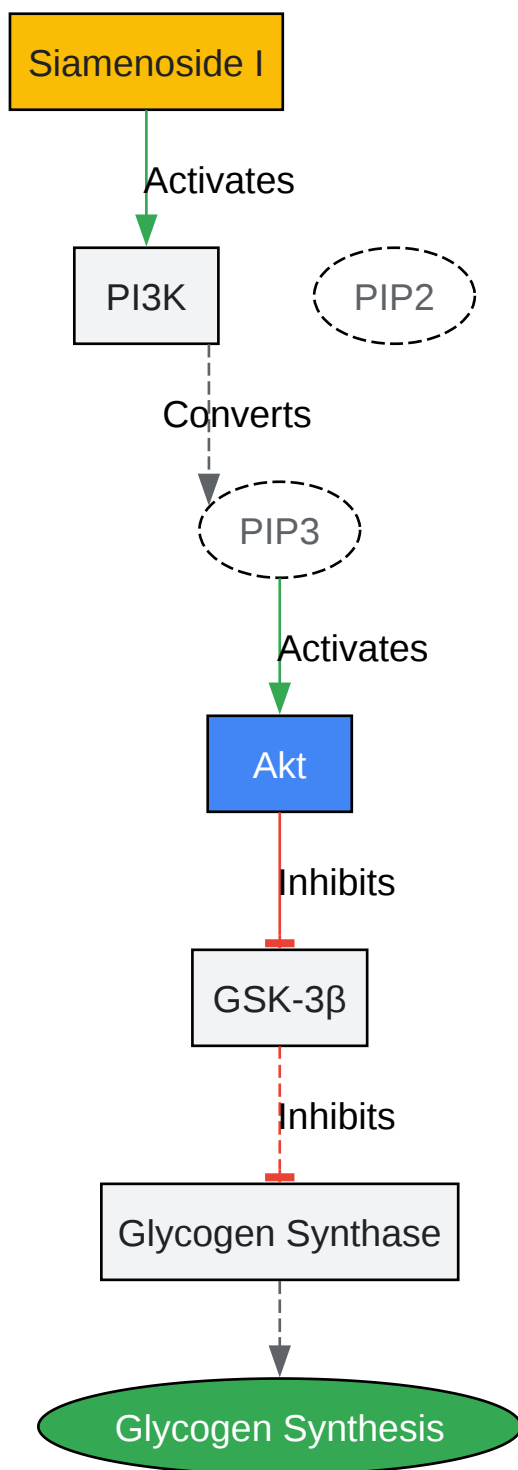 Siamenoside I
Activates
PI3K
PIP2
Converts
PIP3
Activates
Akt
Inhibits
GSK-3β
Inhibits
Glycogen Synthase
Glycogen Synthesis